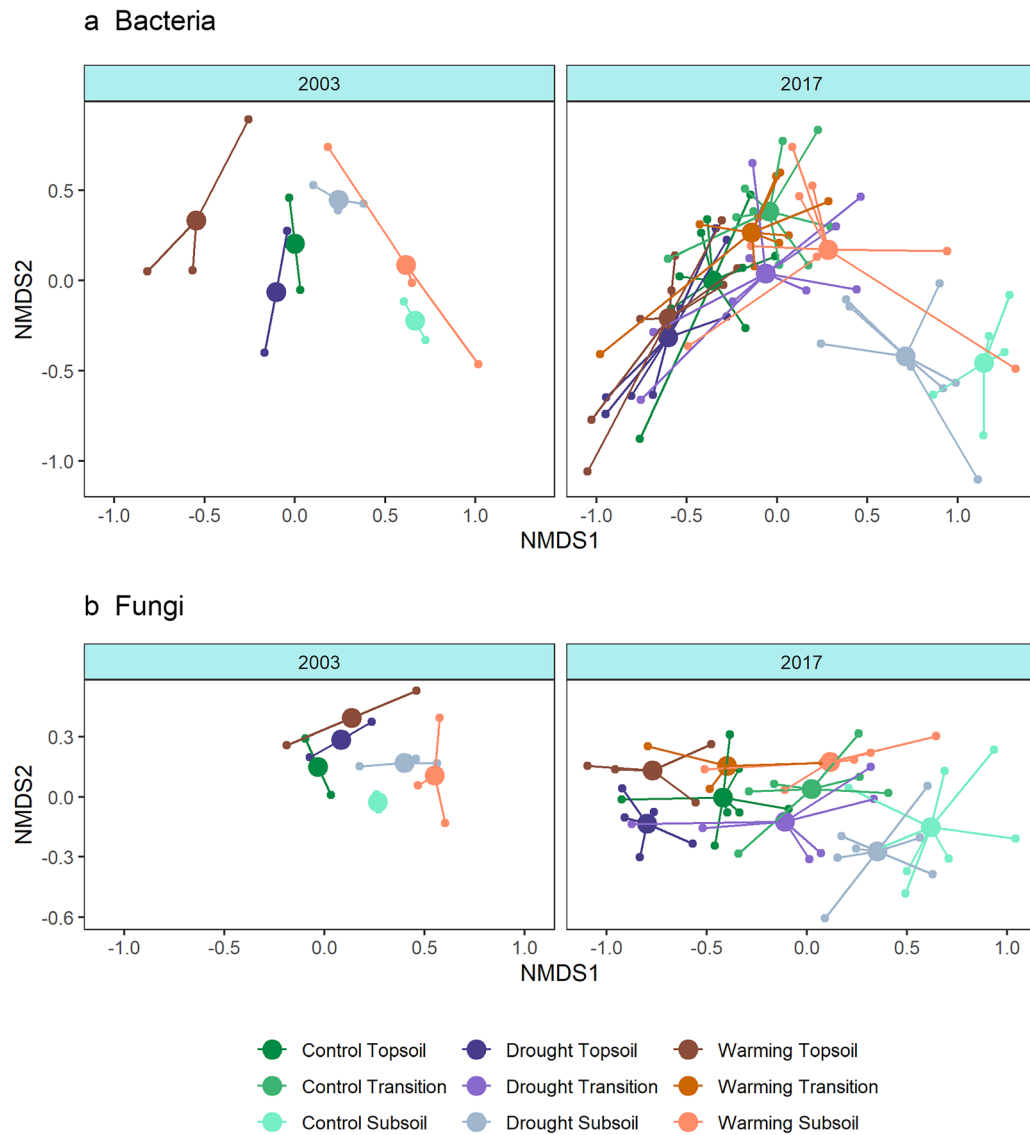 a Bacteria
2003 2017
0.5
0.0
-0.5
-1.0
NMDS2
-1.0 -0.5 0.0 0.5 1.0 -1.0 -0.5 0.0 0.5 1.0
NMDS1
b Fungi
2003 2017
0.3
0.0
-0.3
-0.6
NMDS2
-1.0 -0.5 0.0 0.5 1.0 -1.0 -0.5 0.0 0.5 1.0
NMDS1
Control Topsoil Drought Topsoil Warming Topsoil
Control Transition Drought Transition Warming Transition
Control Subsoil Drought Subsoil Warming Subsoil